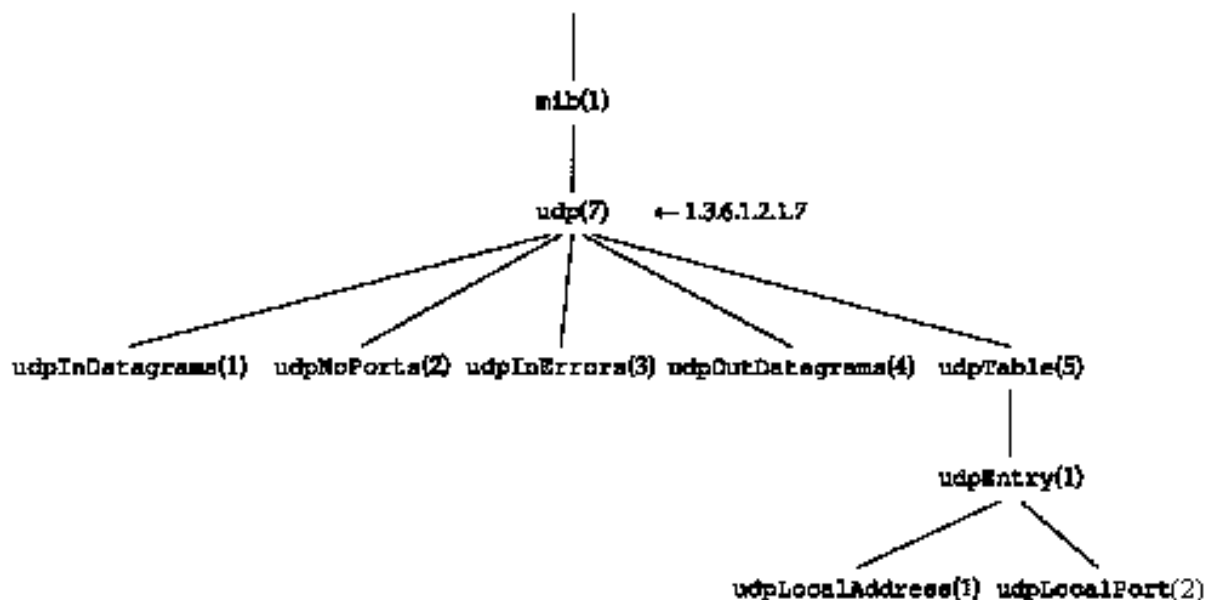 mib(1)
udp(7) ← 1.3.6.1.2.1.7
udpInDatagrams(1) udpNoPorts(2) udpInErrors(3) udpOutDatagrams(4) udpTable(5)
udpEntry(1)
udpLocalAddress(1) udpLocalPort(2)